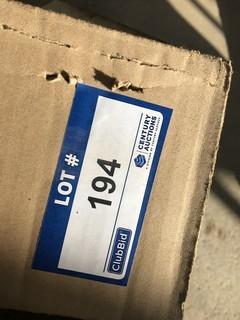 LOT #
194
CENTURY
AUCTIONS
ClubBid